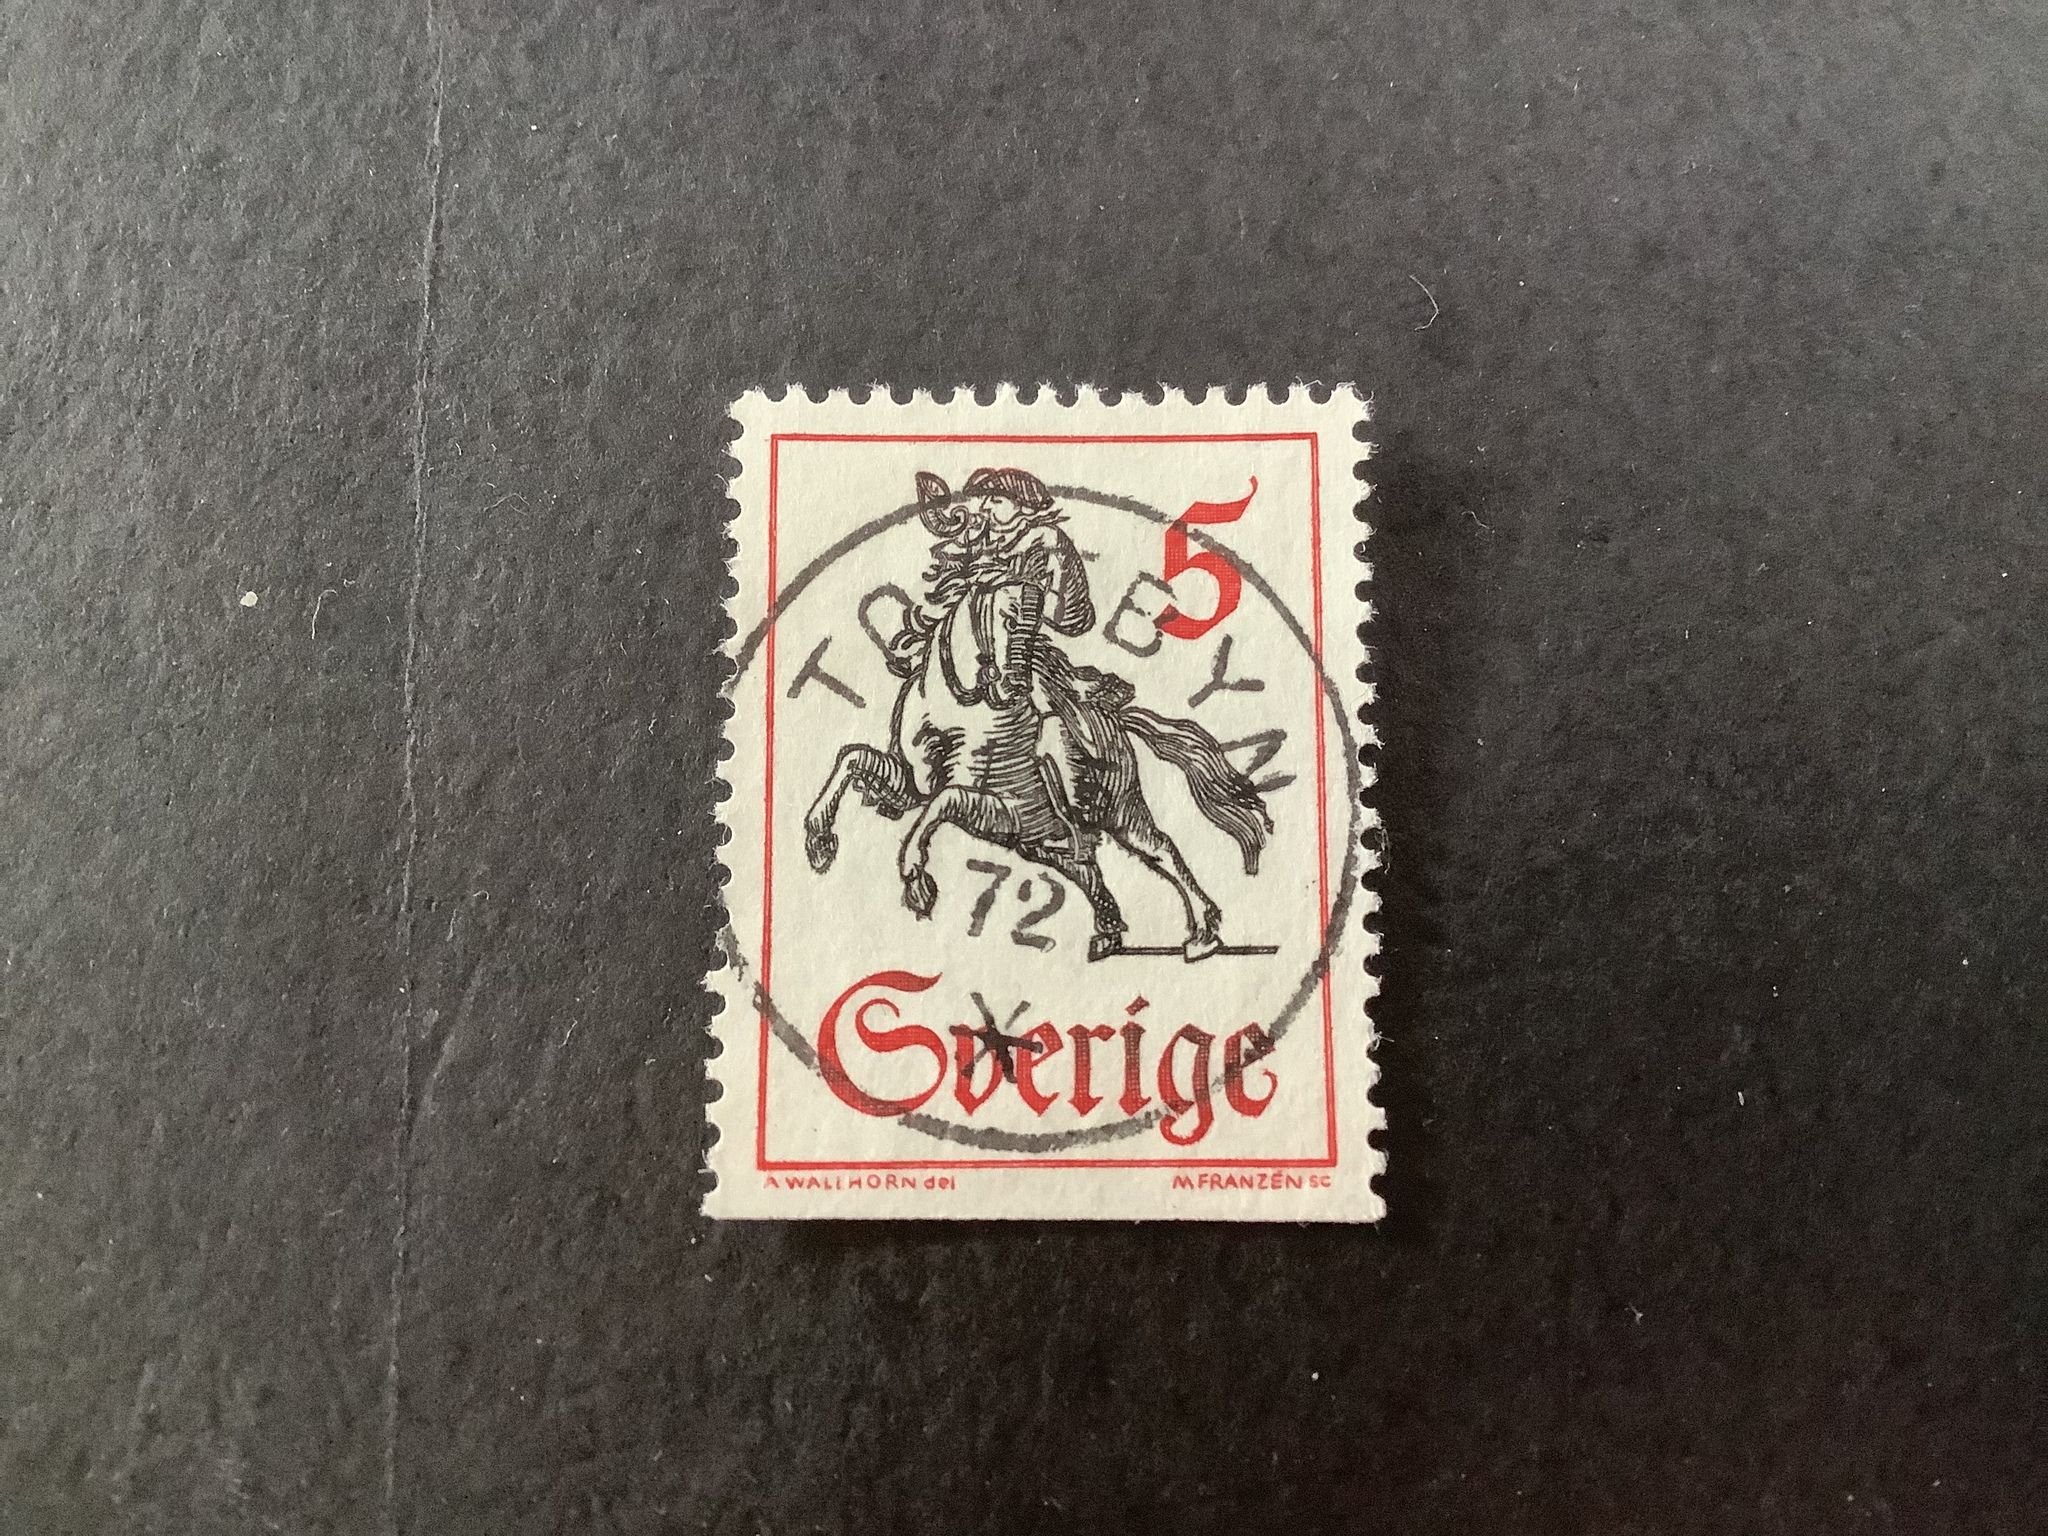 5
72
Sverige
A WALLHORN del
M FRANZÉN SC